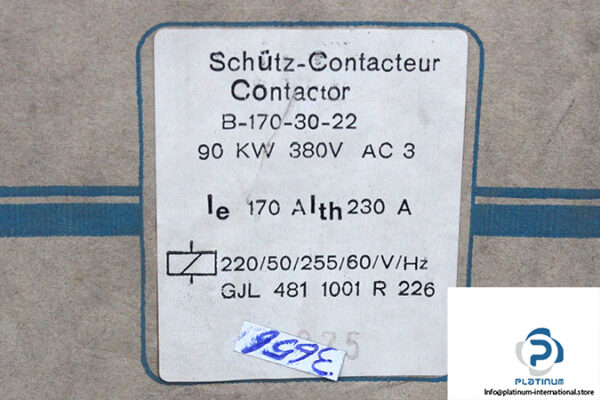 Schütz-Contacteur
Contactor
B-170-30-22
90 KW 380V AC 3
Ie 170 A Ith 230 A
220/50/255/60/V/Hz
GJL 481 1001 R 226
3656
PLATINUM
Info@platinum-international.store